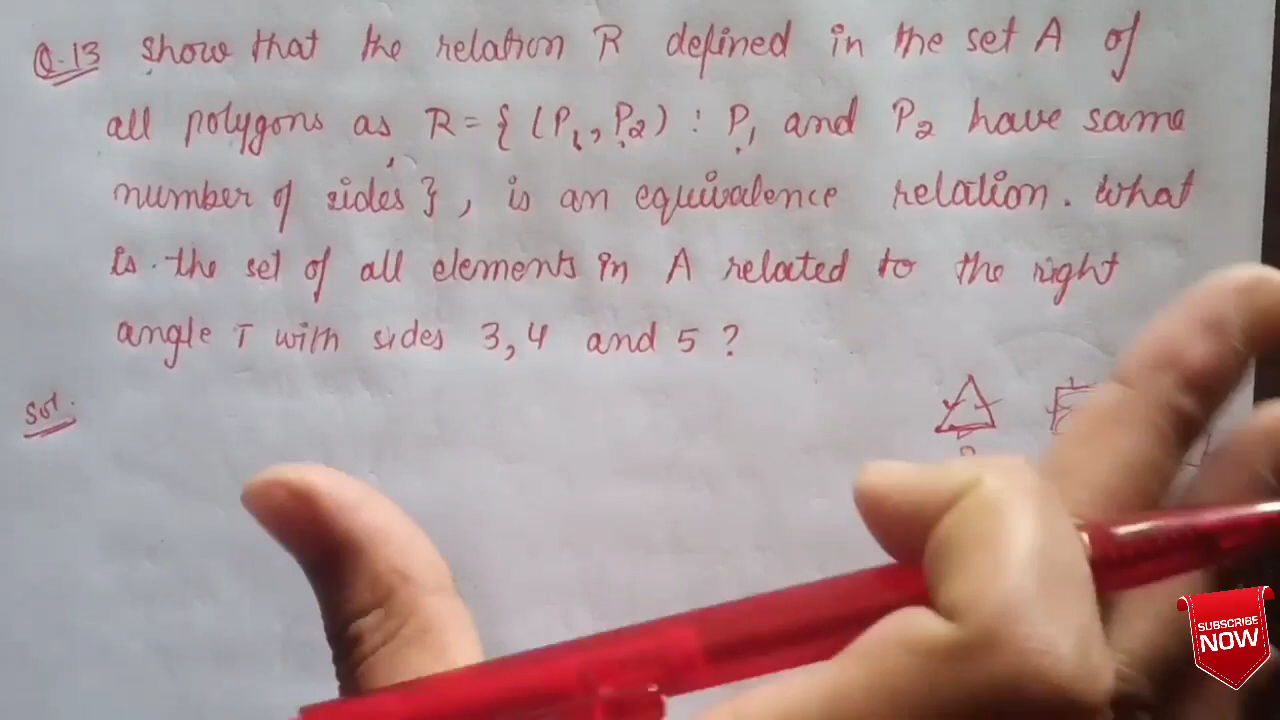 Q.13 show that the relation R defined in the set A of
all polygons as R = { (P1, P2) : P1 and P2 have same
number of sides }, is an equivalence relation. What
is the set of all elements in A related to the right
angle T with sides 3, 4 and 5 ?
Sol.
SUBSCRIBE
NOW